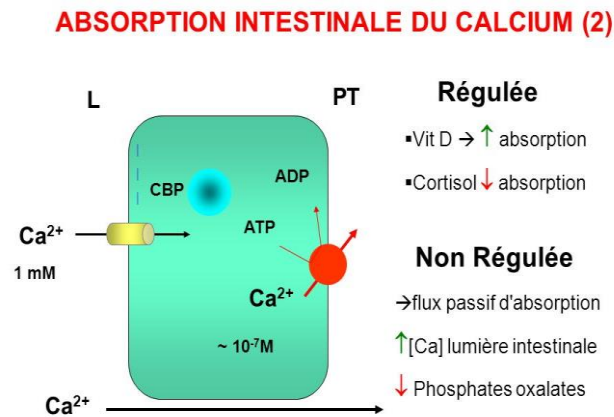 ABSORPTION INTESTINALE DU CALCIUM (2)
L
PT
CBP
ADP
ATP
Ca²⁺
1 mM
Ca²⁺
~ 10⁻⁷M
Ca²⁺
Régulée
▪Vit D → ↑ absorption
▪Cortisol ↓ absorption
Non Régulée
→flux passif d'absorption
↑[Ca] lumière intestinale
↓ Phosphates oxalates